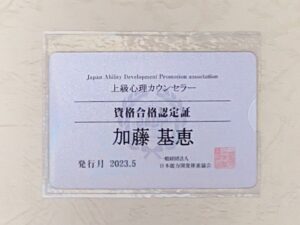 Japan Ability Development Promotion association
上級心理カウンセラー
資格合格認定証
加藤 基恵
発行月 2023.5
一般財団法人
日本能力開発推進協会